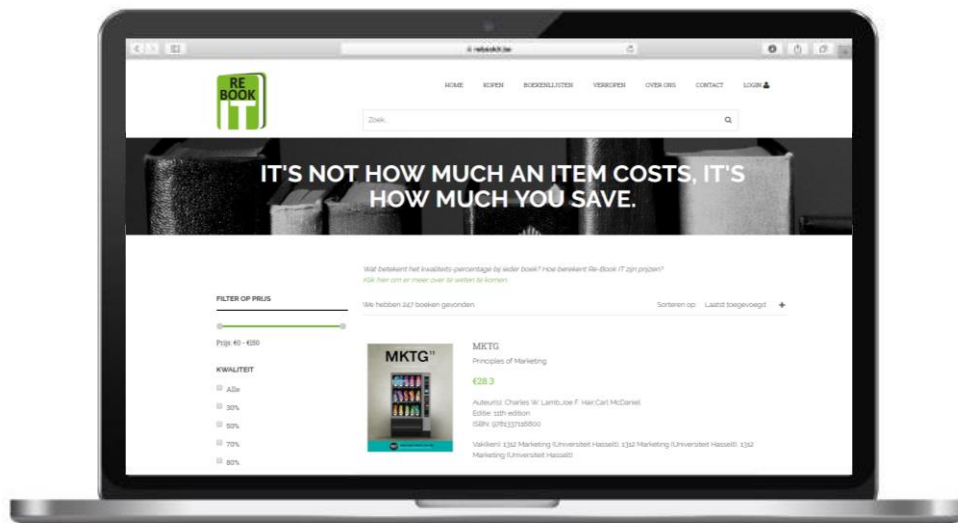 rebookit.be
RE
BOOK
IT
HOME KOPEN BOEKENLIJSTEN VERKOPEN OVER ONS CONTACT LOGIN
Zoek..
IT'S NOT HOW MUCH AN ITEM COSTS, IT'S
HOW MUCH YOU SAVE.
Wat betekent het kwaliteits-percentage bij ieder boek? Hoe berekent Re-Book IT zijn prijzen?
Klik hier om er meer over te weten te komen.
FILTER OP PRIJS
We hebben 247 boeken gevonden.
Sorteren op: Laatst toegevoegd +
Prijs: €0 - €150
KWALITEIT
Alle
30%
50%
70%
80%
MKTG¹¹
MKTG
Principles of Marketing
€28.3
Auteur(s): Charles W. Lamb,Joe F. Hair,Carl McDaniel
Editie: 11th edition
ISBN: 9781337116800
Vak(ken): 1312 Marketing (Universiteit Hasselt), 1312 Marketing (Universiteit Hasselt), 1312
Marketing (Universiteit Hasselt)